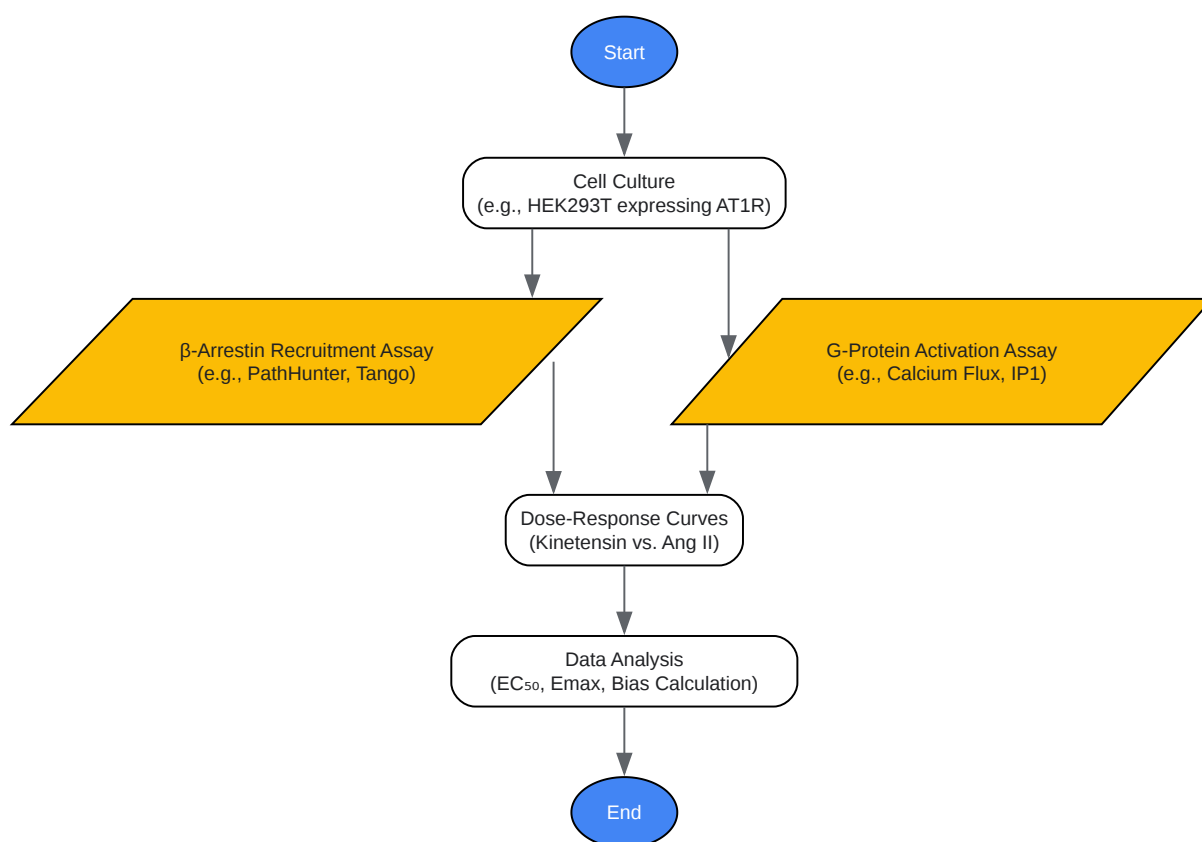 Start
Cell Culture
(e.g., HEK293T expressing AT1R)
β-Arrestin Recruitment Assay
(e.g., PathHunter, Tango)
G-Protein Activation Assay
(e.g., Calcium Flux, IP1)
Dose-Response Curves
(Kinetensin vs. Ang II)
Data Analysis
(EC₅₀, Emax, Bias Calculation)
End